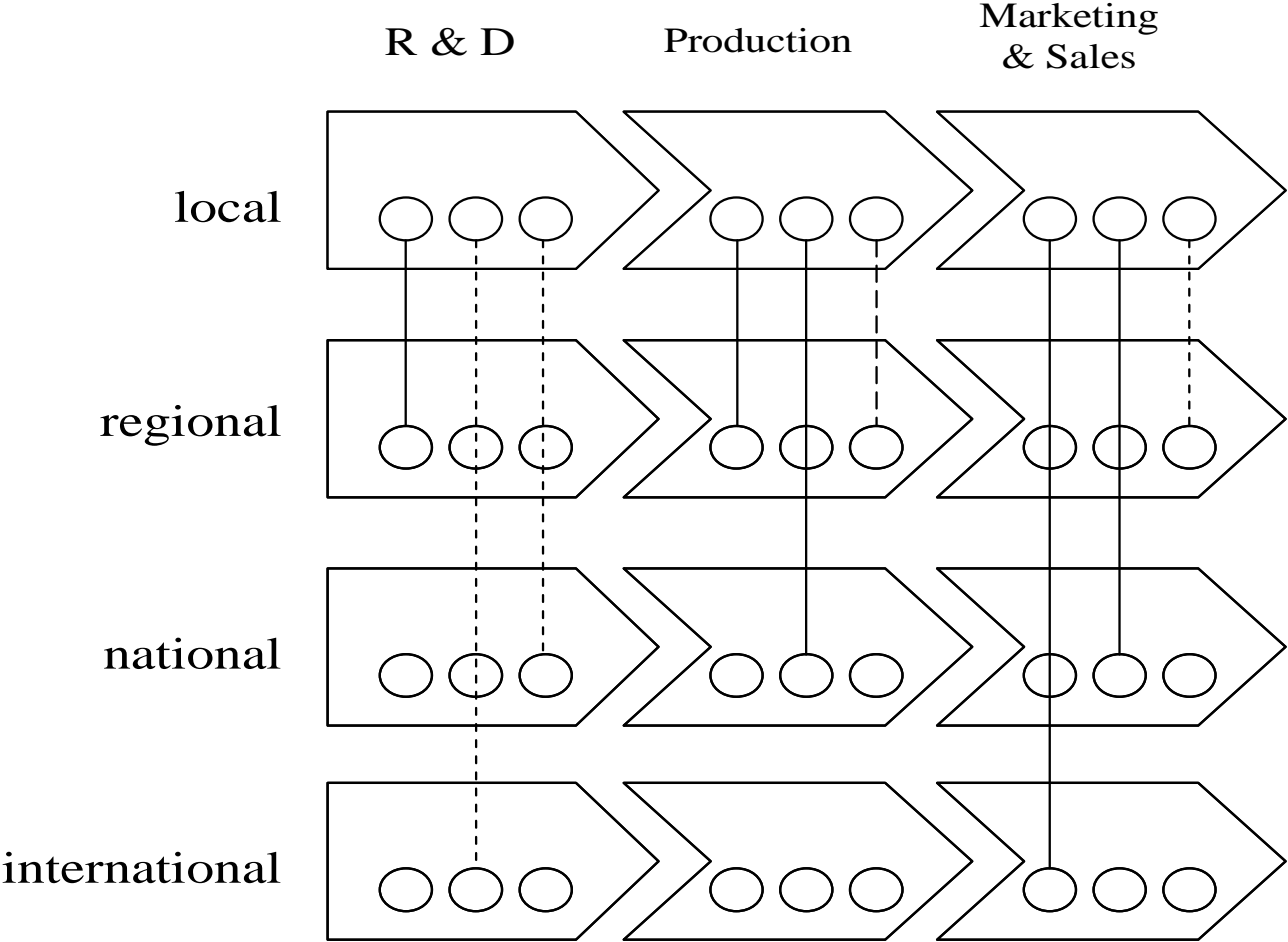 R & D
Production
Marketing
& Sales
local
regional
national
international